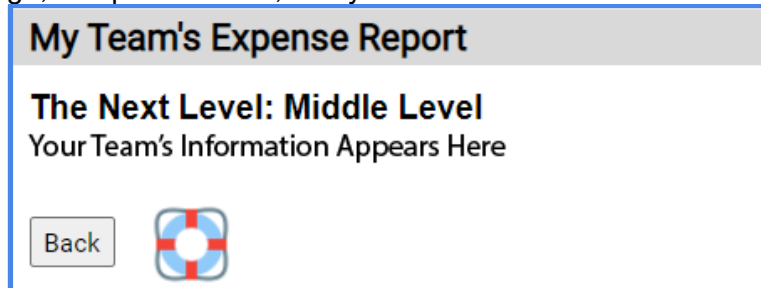 My Team's Expense Report
The Next Level: Middle Level
Your Team's Information Appears Here
Back